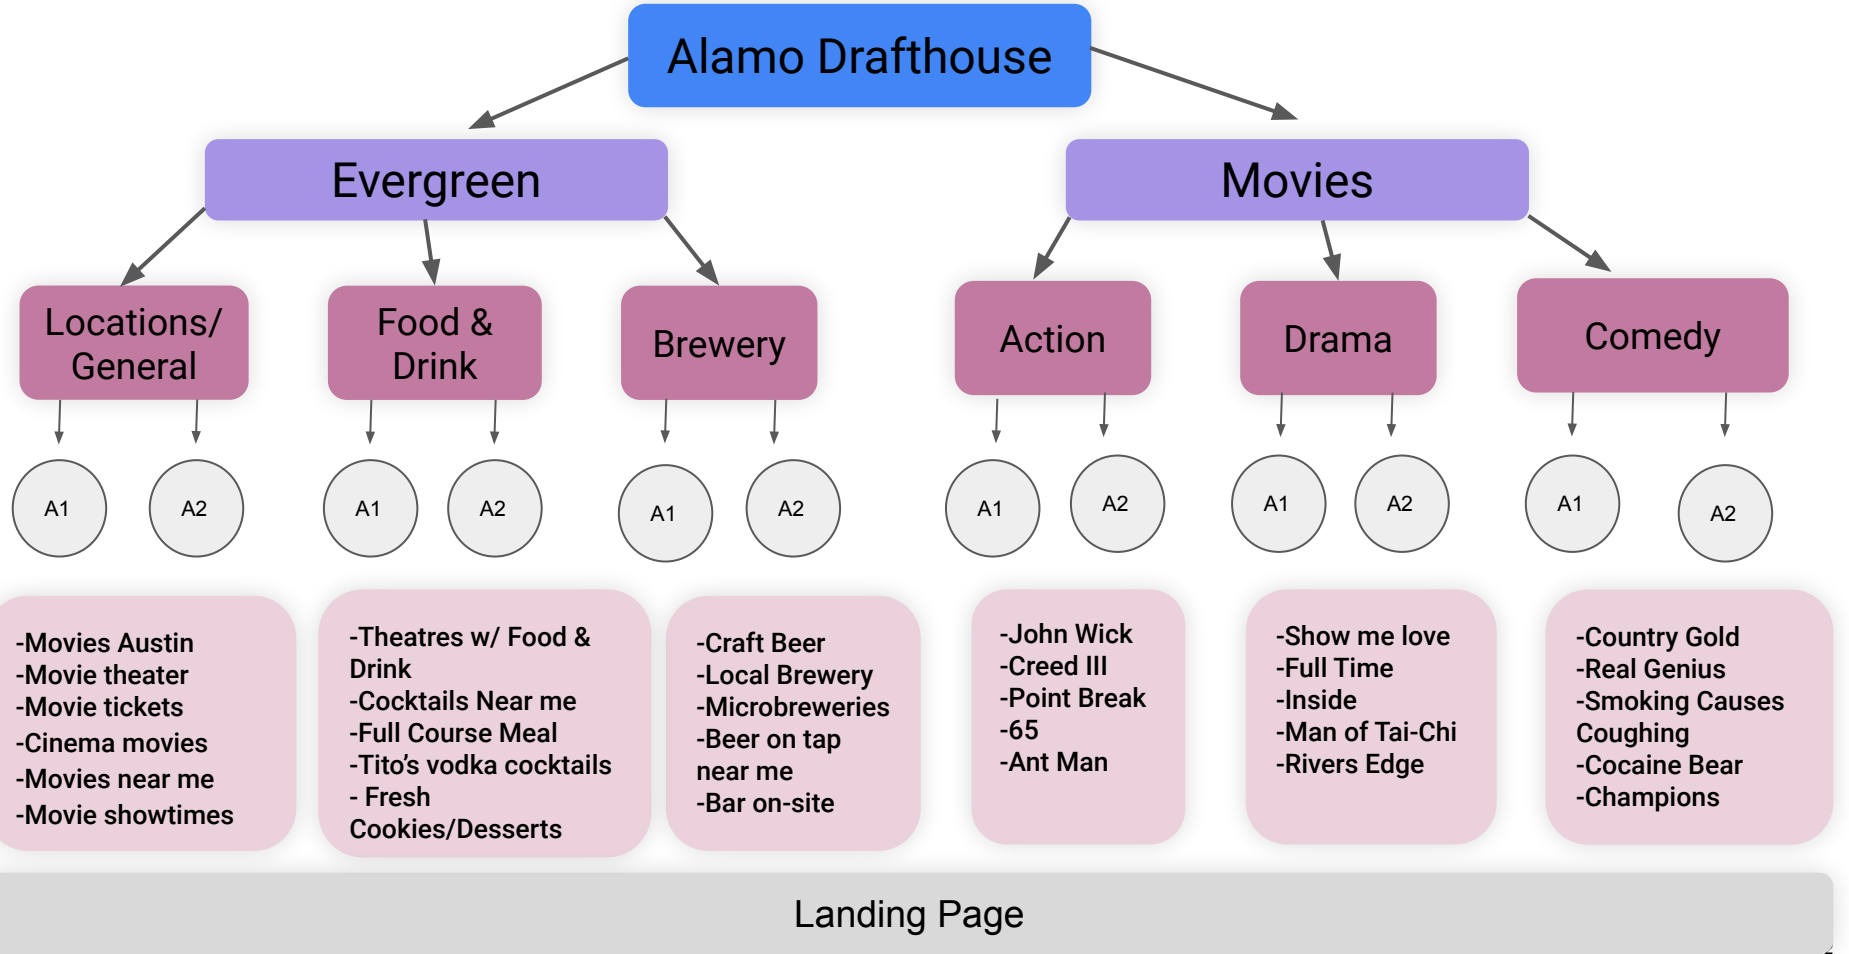 Alamo Drafthouse
Evergreen
Movies
Locations/
General
Food &
Drink
Brewery
Action
Drama
Comedy
A1
A2
A1
A2
A1
A2
A1
A2
A1
A2
A1
A2
-Movies Austin
-Movie theater
-Movie tickets
-Cinema movies
-Movies near me
-Movie showtimes
-Theatres w/ Food &
Drink
-Cocktails Near me
-Full Course Meal
-Tito’s vodka cocktails
- Fresh
Cookies/Desserts
-Craft Beer
-Local Brewery
-Microbreweries
-Beer on tap
near me
-Bar on-site
-John Wick
-Creed III
-Point Break
-65
-Ant Man
-Show me love
-Full Time
-Inside
-Man of Tai-Chi
-Rivers Edge
-Country Gold
-Real Genius
-Smoking Causes
Coughing
-Cocaine Bear
-Champions
Landing Page